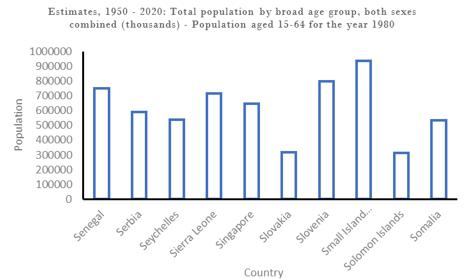 Estimates, 1950 - 2020: Total population by broad age group, both sexes
combined (thousands) - Population aged 15-64 for the year 1980
1000000
900000
800000
700000
600000
500000
400000
300000
200000
100000
0
Population
Senegal
Serbia
Seychelles
Sierra Leone
Singapore
Slovakia
Slovenia
Small Island...
Solomon Islands
Somalia
Country